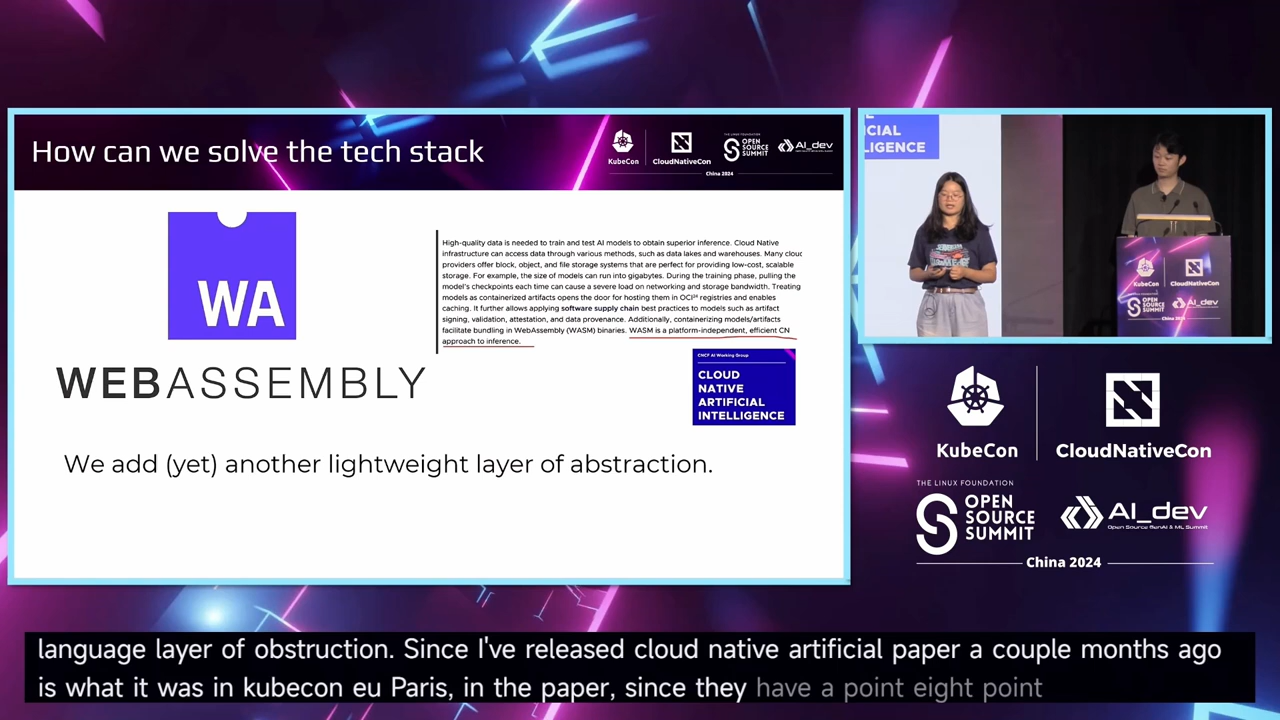 How can we solve the tech stack
KubeCon
CloudNativeCon
THE LINUX FOUNDATION
OPEN
SOURCE
SUMMIT
AI_dev
China 2024
WA
WEBASSEMBLY
High-quality data is needed to train and test AI models to obtain superior inference. Cloud Native
infrastructure can access data through various methods, such as data lakes and warehouses. Many cloud
providers offer block, object, and file storage systems that are perfect for providing low-cost, scalable
storage. For example, the size of models can run into gigabytes. During the training phase, pulling the
model's checkpoints each time can cause a severe load on networking and storage bandwidth. Treating
models as containerized artifacts opens the door for hosting them in OCI²⁴ registries and enables
caching. It further allows applying software supply chain best practices to models such as artifact
signing, validation, attestation, and data provenance. Additionally, containerizing models/artifacts
facilitate bundling in WebAssembly (WASM) binaries. WASM is a platform-independent, efficient CN
approach to inference.
CNCF AI Working Group
CLOUD
NATIVE
ARTIFICIAL
INTELLIGENCE
We add (yet) another lightweight layer of abstraction.
CIAL
LIGENCE
KubeCon
CloudNativeCon
OPEN
SOURCE
SUMMIT
AI_dev
KubeCon
CloudNativeCon
THE LINUX FOUNDATION
OPEN
SOURCE
SUMMIT
AI_dev
Open Source GenAI & ML Summit
China 2024
language layer of obstruction. Since I've released cloud native artificial paper a couple months ago
is what it was in kubecon eu Paris, in the paper, since they have a point eight point